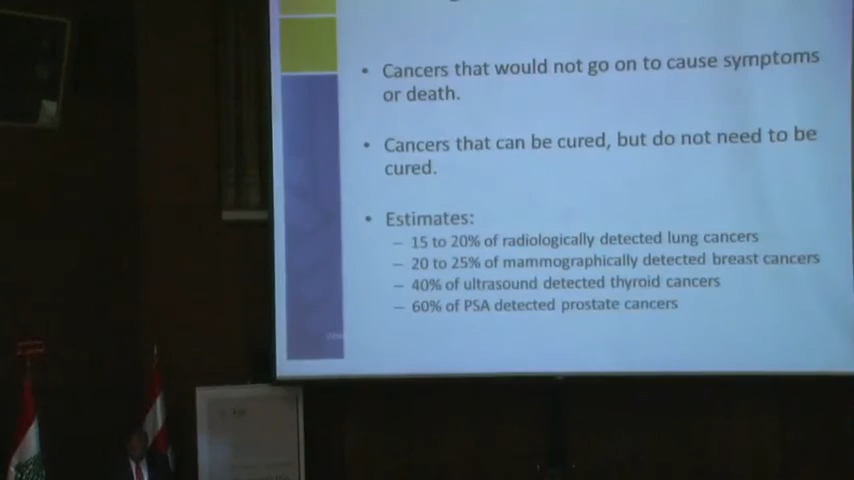 • Cancers that would not go on to cause symptoms
or death.
• Cancers that can be cured, but do not need to be
cured.
• Estimates:
– 15 to 20% of radiologically detected lung cancers
– 20 to 25% of mammographically detected breast cancers
– 40% of ultrasound detected thyroid cancers
– 60% of PSA detected prostate cancers